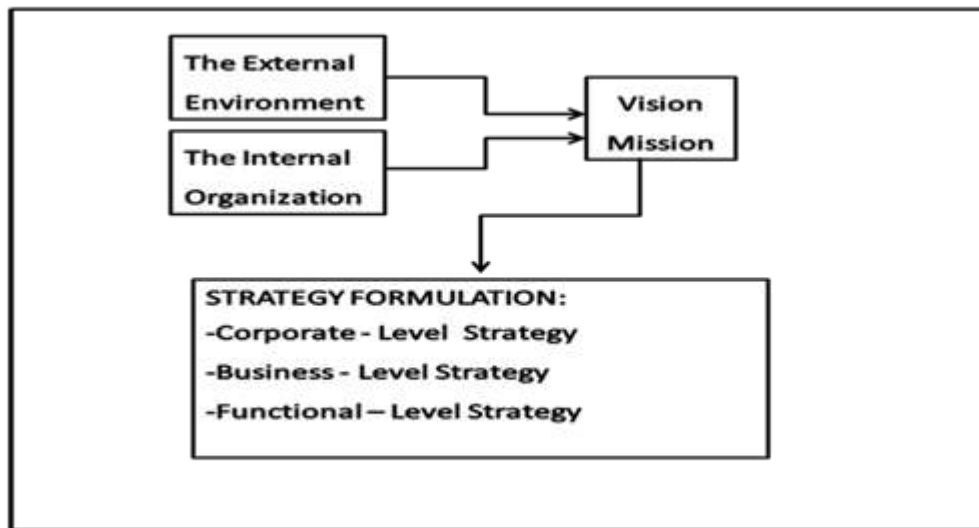 The External
Environment
The Internal
Organization
Vision
Mission
STRATEGY FORMULATION:
-Corporate - Level Strategy
-Business - Level Strategy
-Functional – Level Strategy